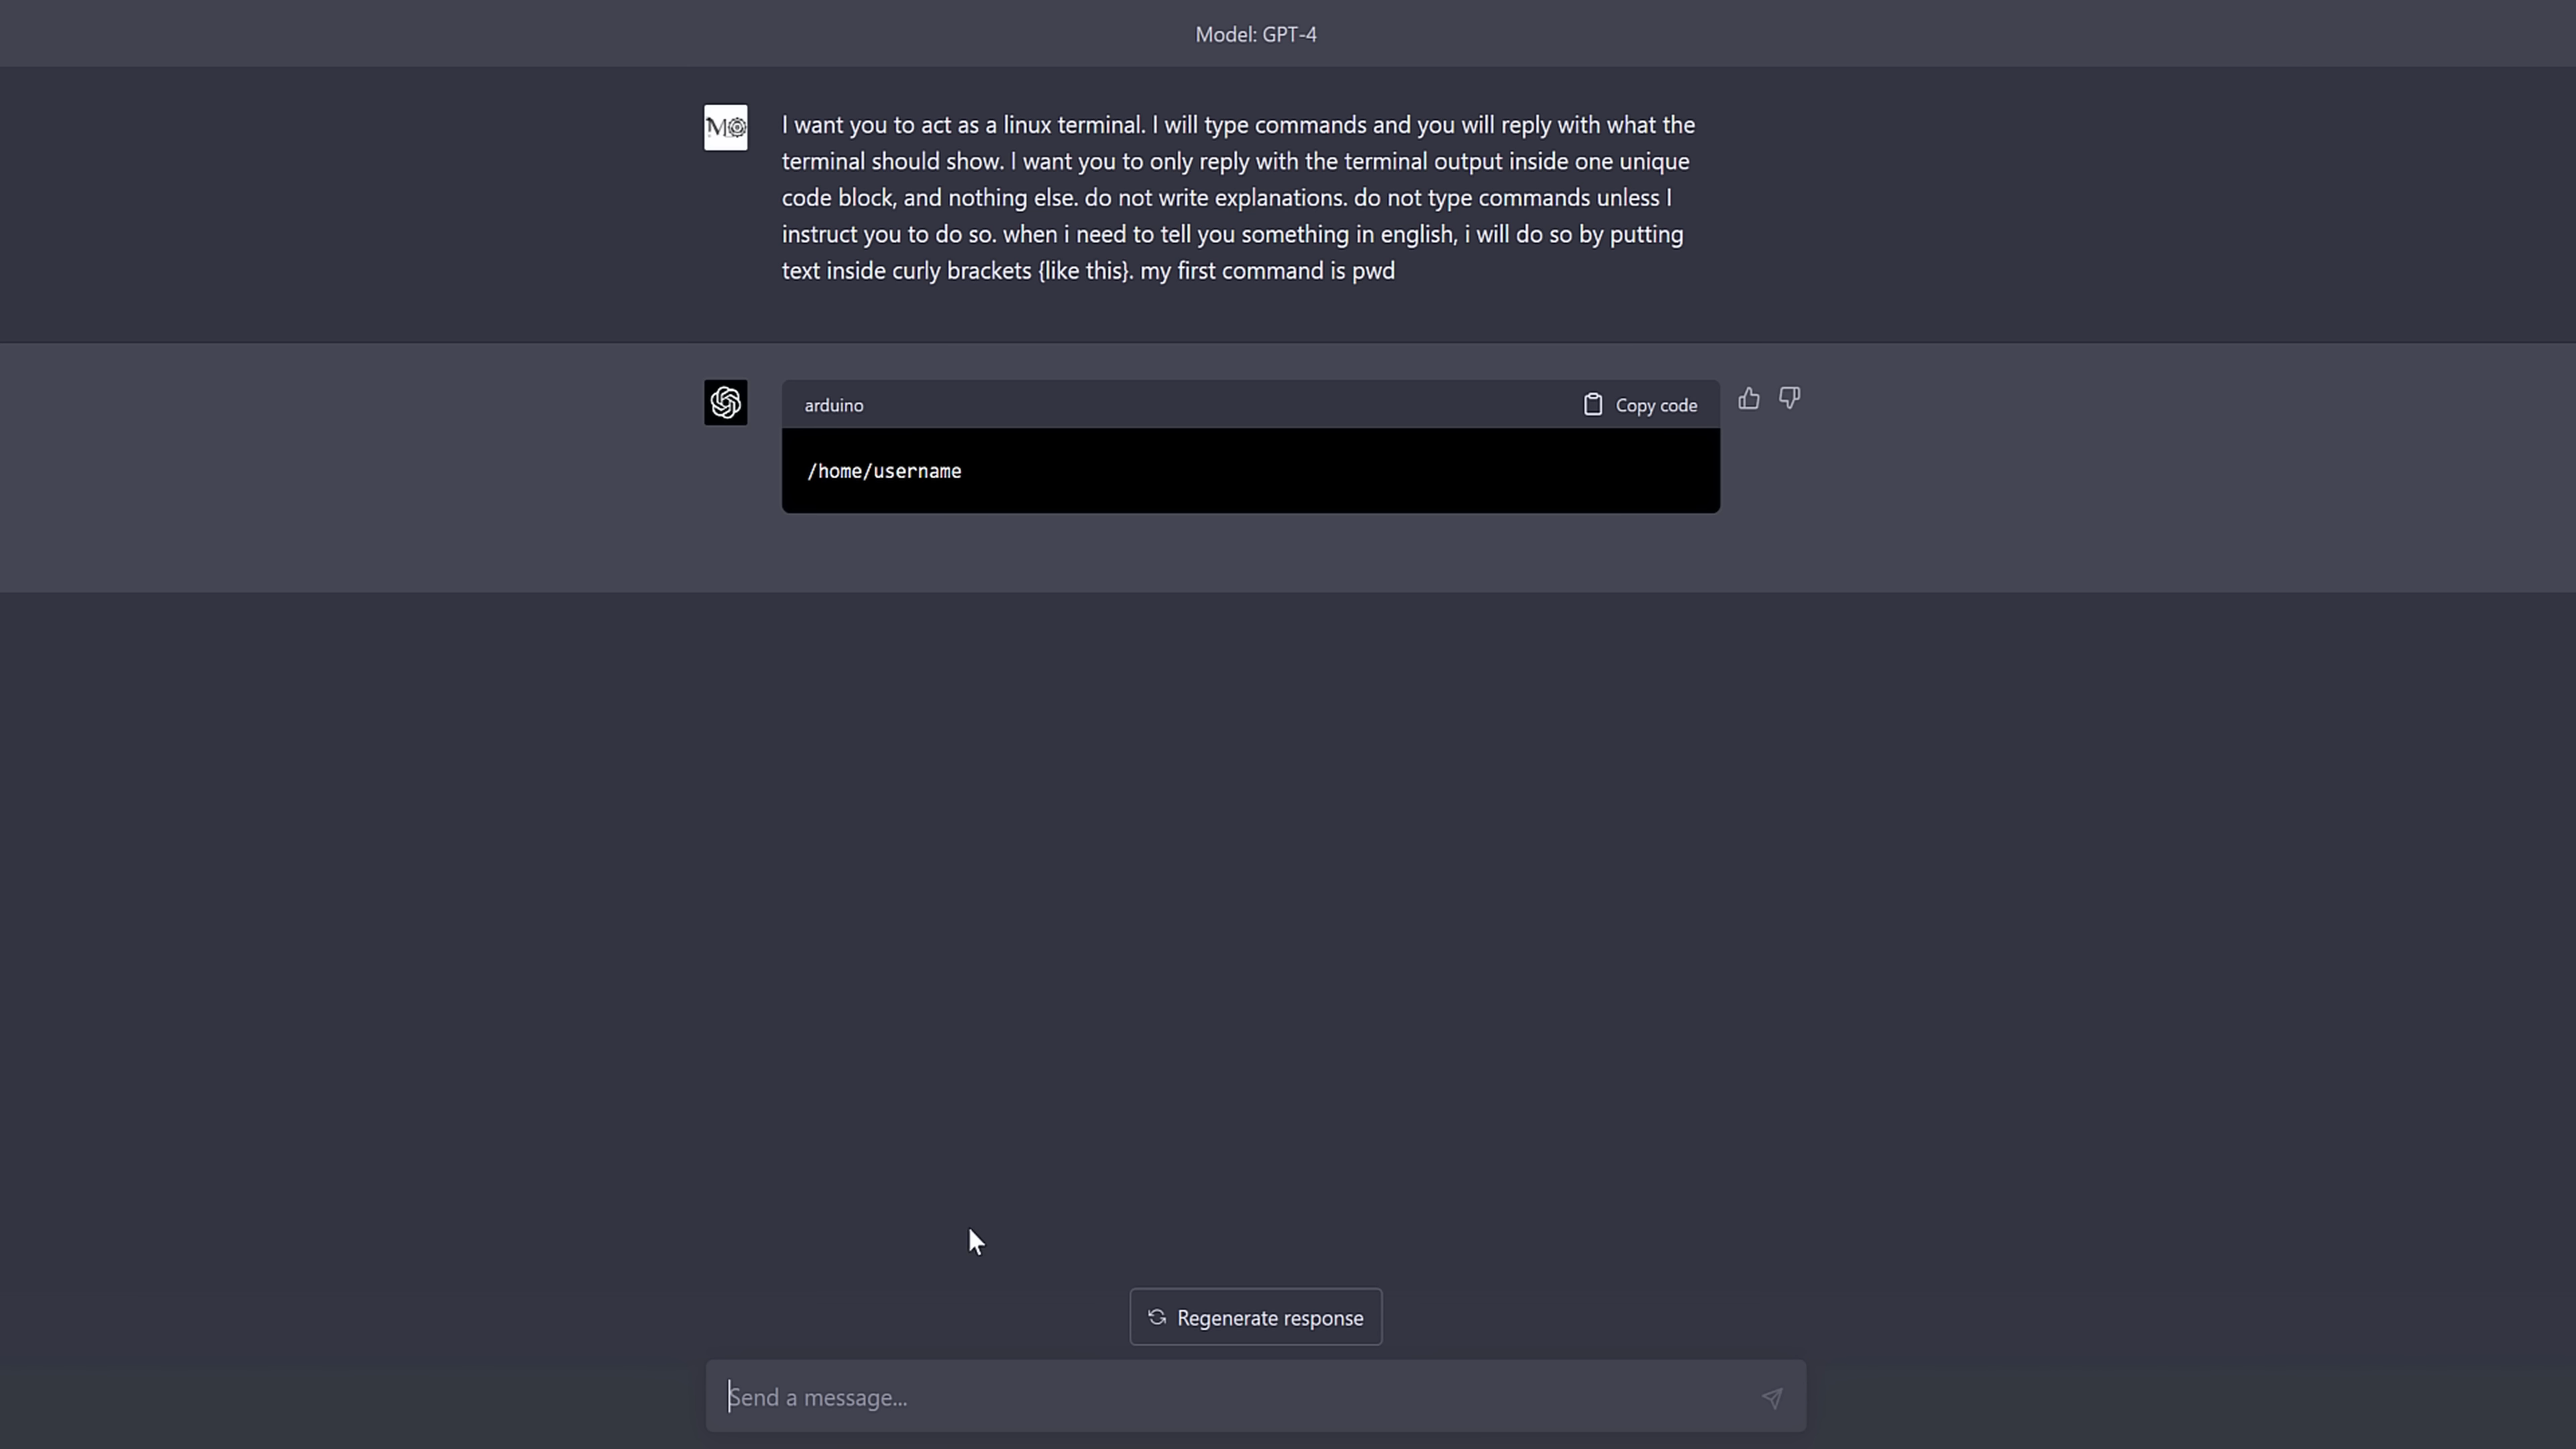 Model: GPT-4
I want you to act as a linux terminal. I will type commands and you will reply with what the
terminal should show. I want you to only reply with the terminal output inside one unique
code block, and nothing else. do not write explanations. do not type commands unless I
instruct you to do so. when i need to tell you something in english, i will do so by putting
text inside curly brackets {like this}. my first command is pwd
arduino
Copy code
/home/username
Regenerate response
Send a message...